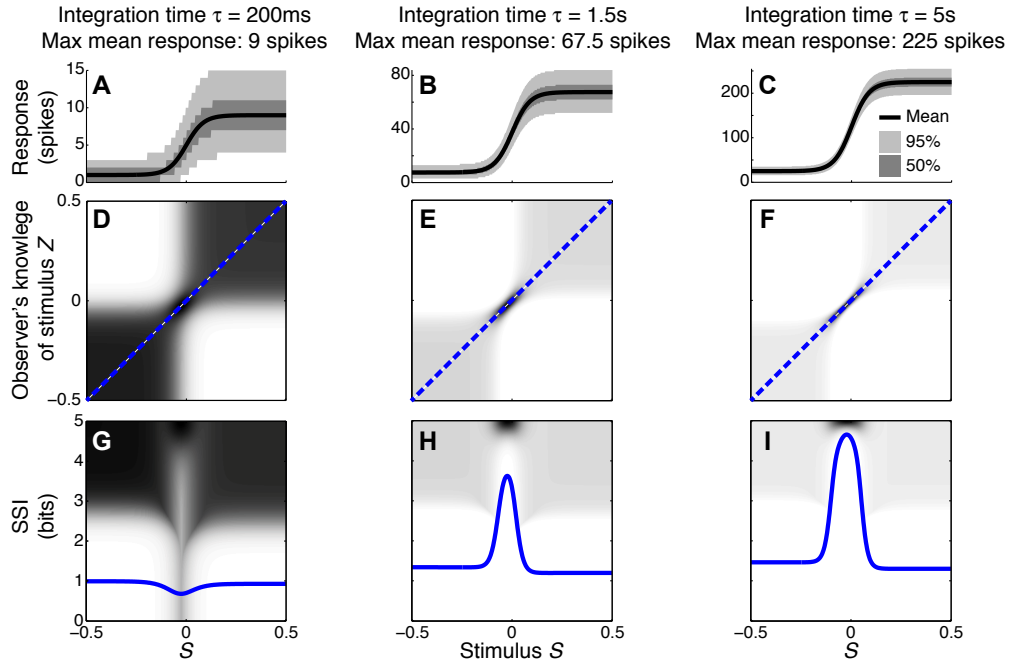 Integration time τ = 200ms
Max mean response: 9 spikes
Integration time τ = 1.5s
Max mean response: 67.5 spikes
Integration time τ = 5s
Max mean response: 225 spikes
Response
(spikes)
15
10
5
0
A
80
40
0
B
200
100
0
C
Mean
95%
50%
Observer's knowlege
of stimulus Z
0.5
0
−0.5
D
E
F
SSI
(bits)
5
4
3
2
1
0
G
H
I
−0.5
0
0.5
S
−0.5
0
0.5
Stimulus S
−0.5
0
0.5
S